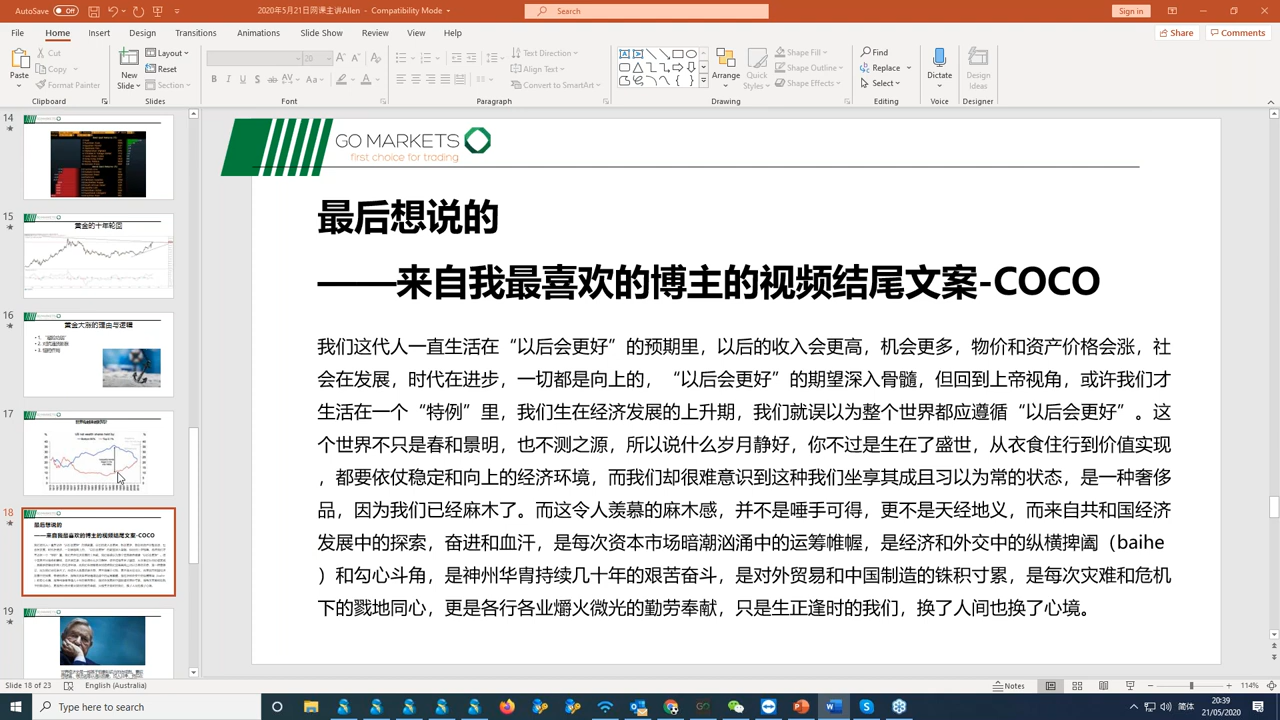 AutoSave Off
2020年5月21日网课主讲Allen - Compatibility Mode
Search
Sign in
File Home Insert Design Transitions Animations Slide Show Review View Help
Share Comments
Paste
Cut
Copy
Format Painter
Clipboard
New Slide
Layout
Reset
Section
Slides
20
Font
Text Direction
Align Text
Convert to SmartArt
Paragraph
Arrange
Quick Styles
Shape Fill
Shape Outline
Shape Effects
Drawing
Find
Replace
Select
Editing
Dictate
Voice
Design Ideas
Designer
14
15
黄金的十年轮回
16
黄金大涨的理由与逻辑
17
18
最后想说的
——来自我最喜欢的博主的视频结尾文案-COCO
19
GO MARKETS
first choice for trading
最后想说的
——来自我最喜欢的博主的视频结尾文案-COCO
我们这代人一直生活在“以后会更好”的预期里，以后的收入会更高，机会更多，物价和资产价格会涨，社
会在发展，时代在进步，一切都是向上的，“以后会更好”的期望深入骨髓，但回到上帝视角，或许我们才
生活在一个“特例”里，我们生在经济发展的上升期，我们就误以为整个世界都应遵循“以后会更好”。这
个世界不只是春和景明，也不测之源，所以说什么岁月静好，你不过是生在了盛世，从衣食住行到价值实现
，都要依仗稳定和向上的经济环境，而我们却很难意识到这种我们坐享其成且习以为常的状态，是一种奢侈
品，因为我们已经麻木了。而这令人羡慕的麻木感，并不是唾手可得，更不是天经地义，而来自共和国经济
发展中的探索，奋进和血汗，是每次资本市场暗潮汹涌中的运筹帷幄，是经济和外交中的纵横捭阖（baihe
）和勾心斗角，是神州华胄持续几十年的艰苦奋斗，是对外贸易和中国制造的铢积寸累，是每次灾难和危机
下的戮地同心，更是各行各业爝火微光的勤劳奉献，只是生正逢时的我们，换了人间也换了心境。
Slide 18 of 23 English (Australia)
Notes
114%
Type here to search
简体
20:39
21/05/2020